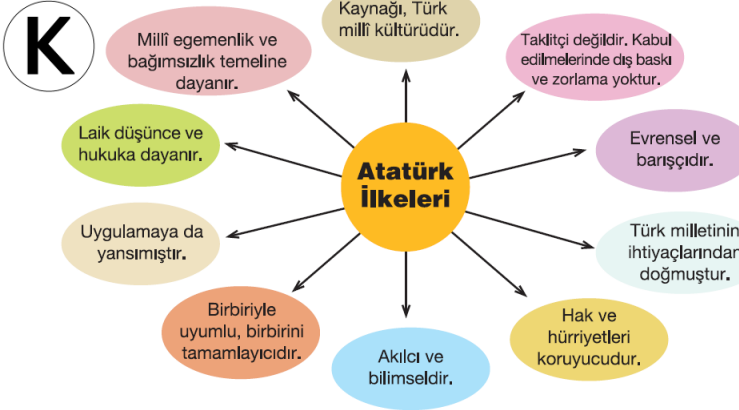 K
Kaynağı, Türk
millî kültürüdür.
Millî egemenlik ve
bağımsızlık temeline
dayanır.
Taklitçi değildir. Kabul
edilmelerinde dış baskı
ve zorlama yoktur.
Laik düşünce ve
hukuka dayanır.
Atatürk
İlkeleri
Evrensel ve
barışçıdır.
Uygulamaya da
yansımıştır.
Türk milletinin
ihtiyaçlarından
doğmuştur.
Birbiriyle
uyumlu, birbirini
tamamlayıcıdır.
Akılcı ve
bilimseldir.
Hak ve
hürriyetleri
koruyucudur.